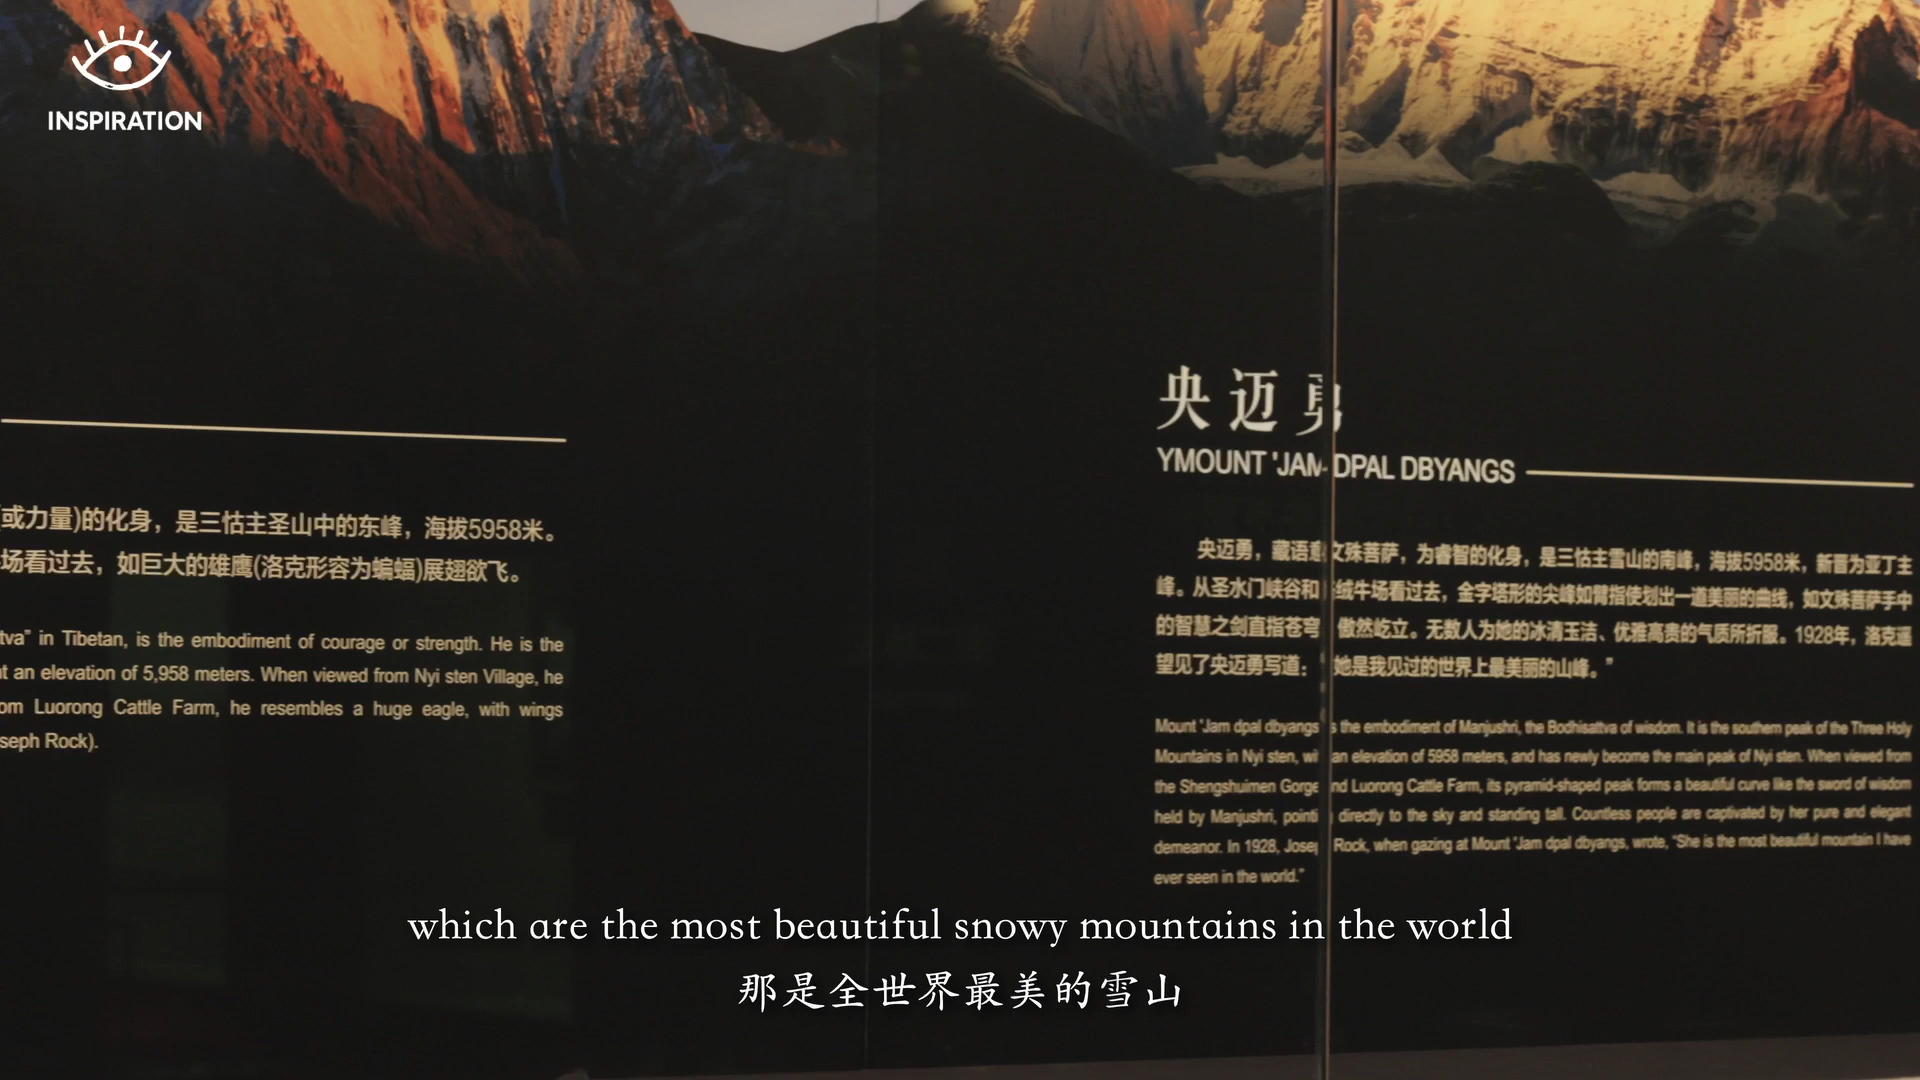 INSPIRATION
或力量)的化身，是三怙主圣山中的东峰，海拔5958米。
场看过去，如巨大的雄鹰(洛克形容为蝙蝠)展翅欲飞。
tva” in Tibetan, is the embodiment of courage or strength. He is the
t an elevation of 5,958 meters. When viewed from Nyi sten Village, he
om Luorong Cattle Farm, he resembles a huge eagle, with wings
seph Rock).
央迈勇
YMOUNT 'JAM-DPAL DBYANGS
央迈勇，藏语意文殊菩萨，为睿智的化身，是三怙主雪山的南峰，海拔5958米，新晋为亚丁主
峰。从圣水门峡谷和 绒牛场看过去，金字塔形的尖峰如臂指使划出一道美丽的曲线，如文殊菩萨手中
的智慧之剑直指苍穹 傲然屹立。无数人为她的冰清玉洁、优雅高贵的气质所折服。1928年，洛克遥
望见了央迈勇写道： “她是我见过的世界上最美丽的山峰。”
Mount 'Jam dpal dbyangs is the embodiment of Manjushri, the Bodhisattva of wisdom. It is the southern peak of the Three Holy
Mountains in Nyi sten, wi an elevation of 5958 meters, and has newly become the main peak of Nyi sten. When viewed from
the Shengshuimen Gorge nd Luorong Cattle Farm, its pyramid-shaped peak forms a beautiful curve like the sword of wisdom
held by Manjushri, pointi directly to the sky and standing tall. Countless people are captivated by her pure and elegant
demeanor. In 1928, Josep Rock, when gazing at Mount 'Jam dpal dbyangs, wrote, “She is the most beautiful mountain I have
ever seen in the world.”
which are the most beautiful snowy mountains in the world
那是全世界最美的雪山